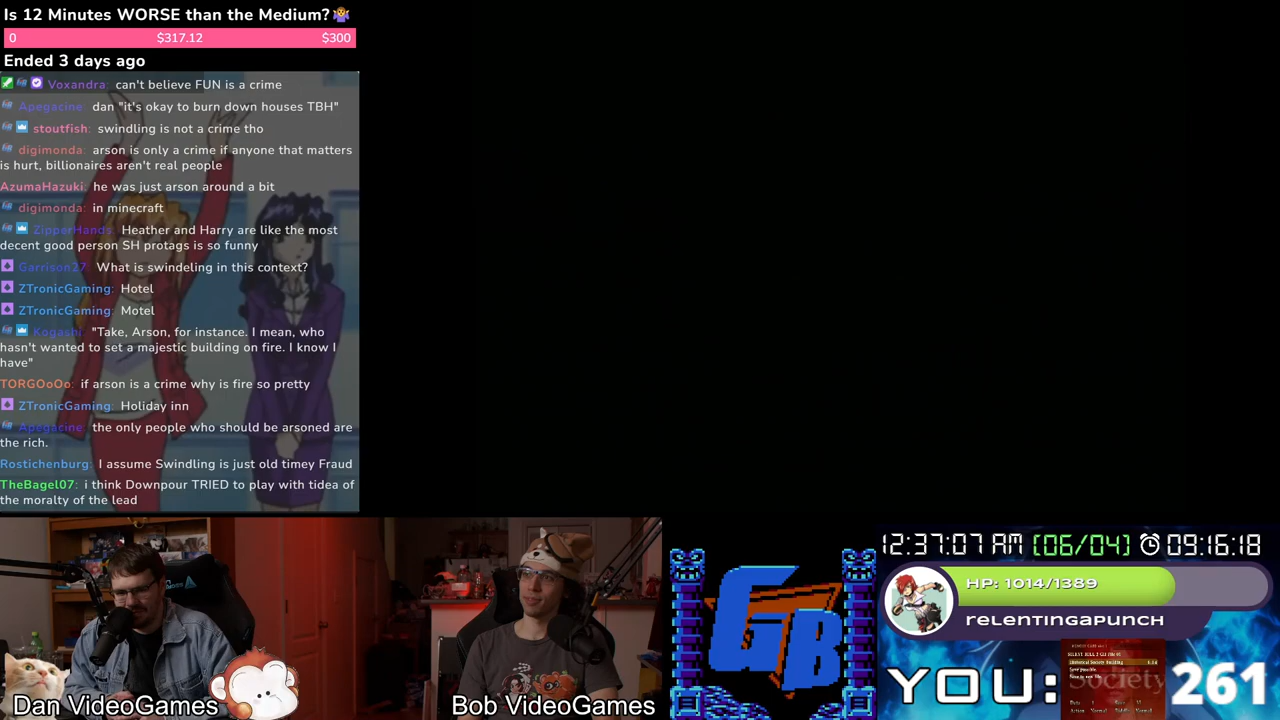 Is 12 Minutes WORSE than the Medium?🤷‍♀️
0 $317.12 $300
Ended 3 days ago
Voxandra: can't believe FUN is a crime
Apegacine: dan "it's okay to burn down houses TBH"
stoutfish: swindling is not a crime tho
digimonda: arson is only a crime if anyone that matters
is hurt, billionaires aren't real people
AzumaHazuki: he was just arson around a bit
digimonda: in minecraft
ZipperHands: Heather and Harry are like the most
decent good person SH protags is so funny
Garrison27: What is swindeling in this context?
ZTronicGaming: Hotel
ZTronicGaming: Motel
Kogashi: "Take, Arson, for instance. I mean, who
hasn't wanted to set a majestic building on fire. I know I
have"
TORGOoOo: if arson is a crime why is fire so pretty
ZTronicGaming: Holiday inn
Apegacine: the only people who should be arsoned are
the rich.
Rostichenburg: I assume Swindling is just old timey Fraud
TheBagel07: i think Downpour TRIED to play with tidea of
the moralty of the lead
Dan VideoGames
Bob VideoGames
GB
12:37:07 AM [06/04] 09:16:18
HP: 1014/1389
RELENTINGAPUNCH
YOU: 261
Society